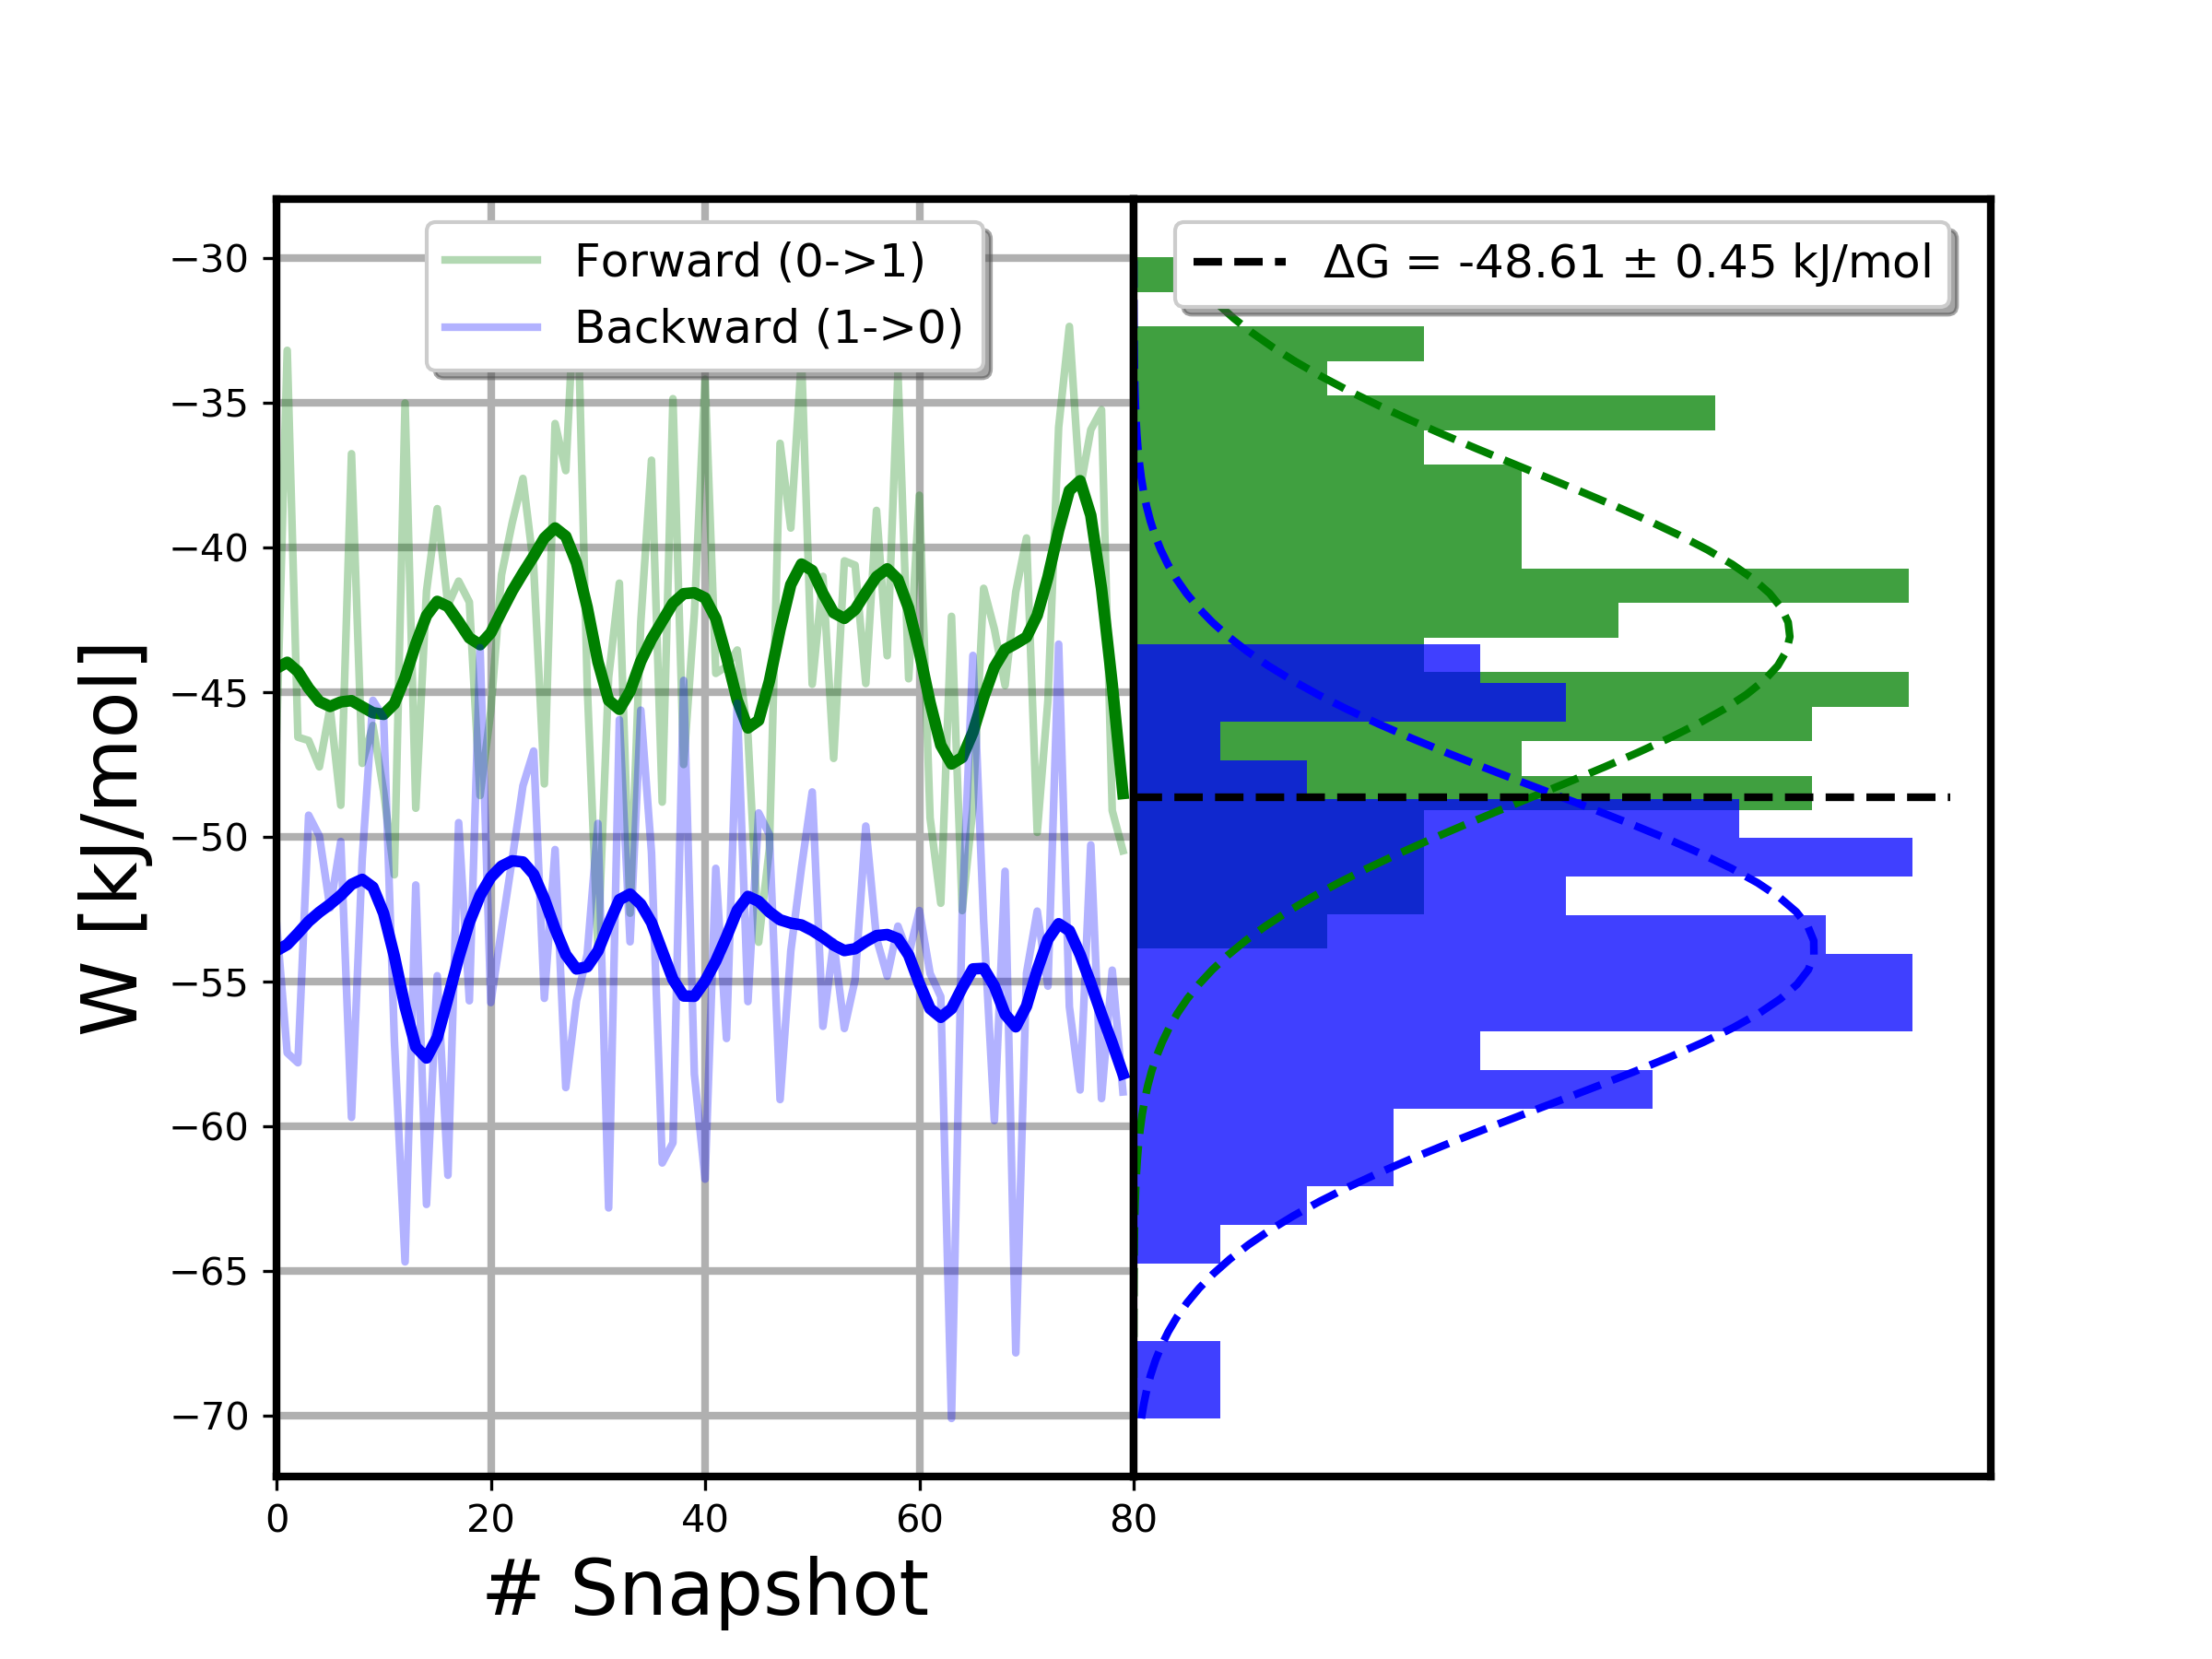 Forward (0->1)
Backward (1->0)
ΔG = -48.61 ± 0.45 kJ/mol
W [kJ/mol]
−30
−35
−40
−45
−50
−55
−60
−65
−70
0 20 40 60 80
# Snapshot